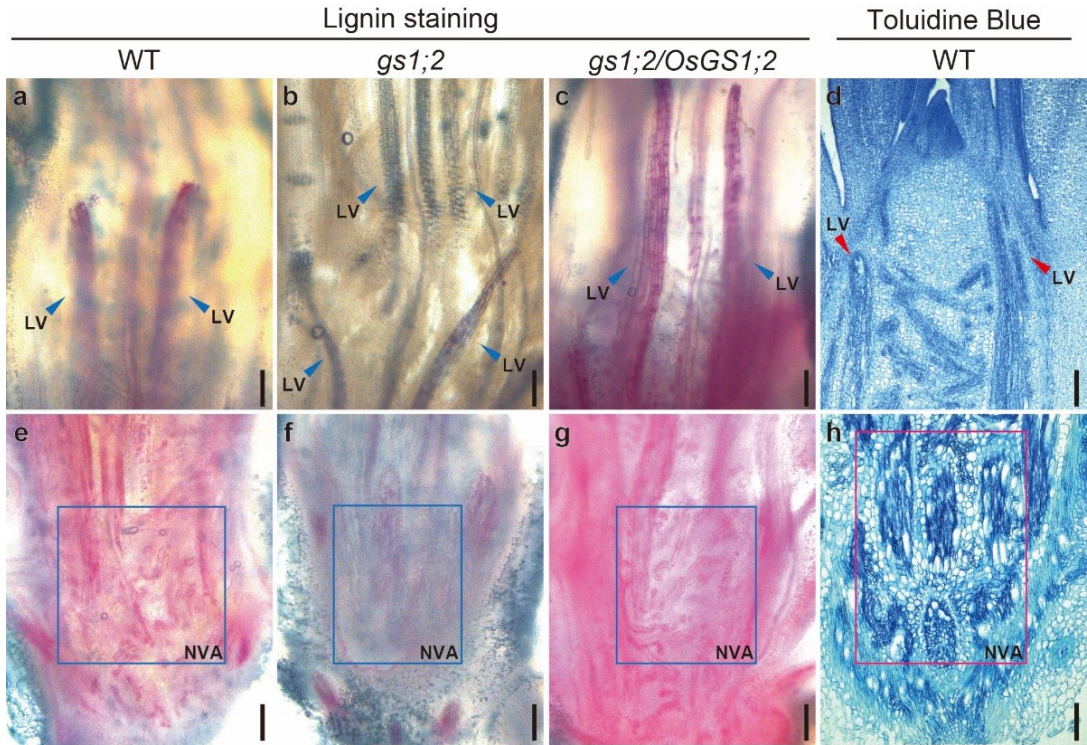 Lignin staining
Toluidine Blue
WT
gs1;2
gs1;2/OsGS1;2
WT
a
LV
LV
b
LV
LV
LV
LV
c
LV
LV
d
LV
LV
e
NVA
f
NVA
g
NVA
h
NVA